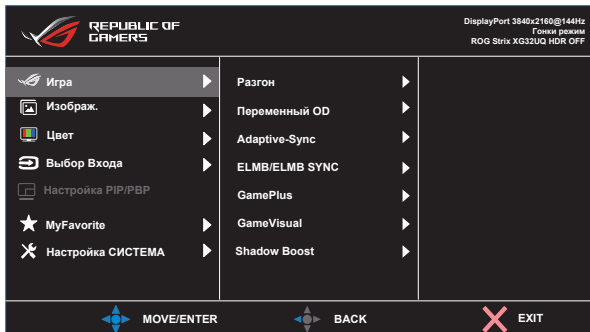 REPUBLIC OF
GAMERS
DisplayPort 3840x2160@144Hz
Гонки режим
ROG Strix XG32UQ HDR OFF
Игра
Изображ.
Цвет
Выбор Входа
Настройка PIP/PBP
MyFavorite
Настройка СИСТЕМА
Разгон
Переменный OD
Adaptive-Sync
ELMB/ELMB SYNC
GamePlus
GameVisual
Shadow Boost
MOVE/ENTER
BACK
EXIT